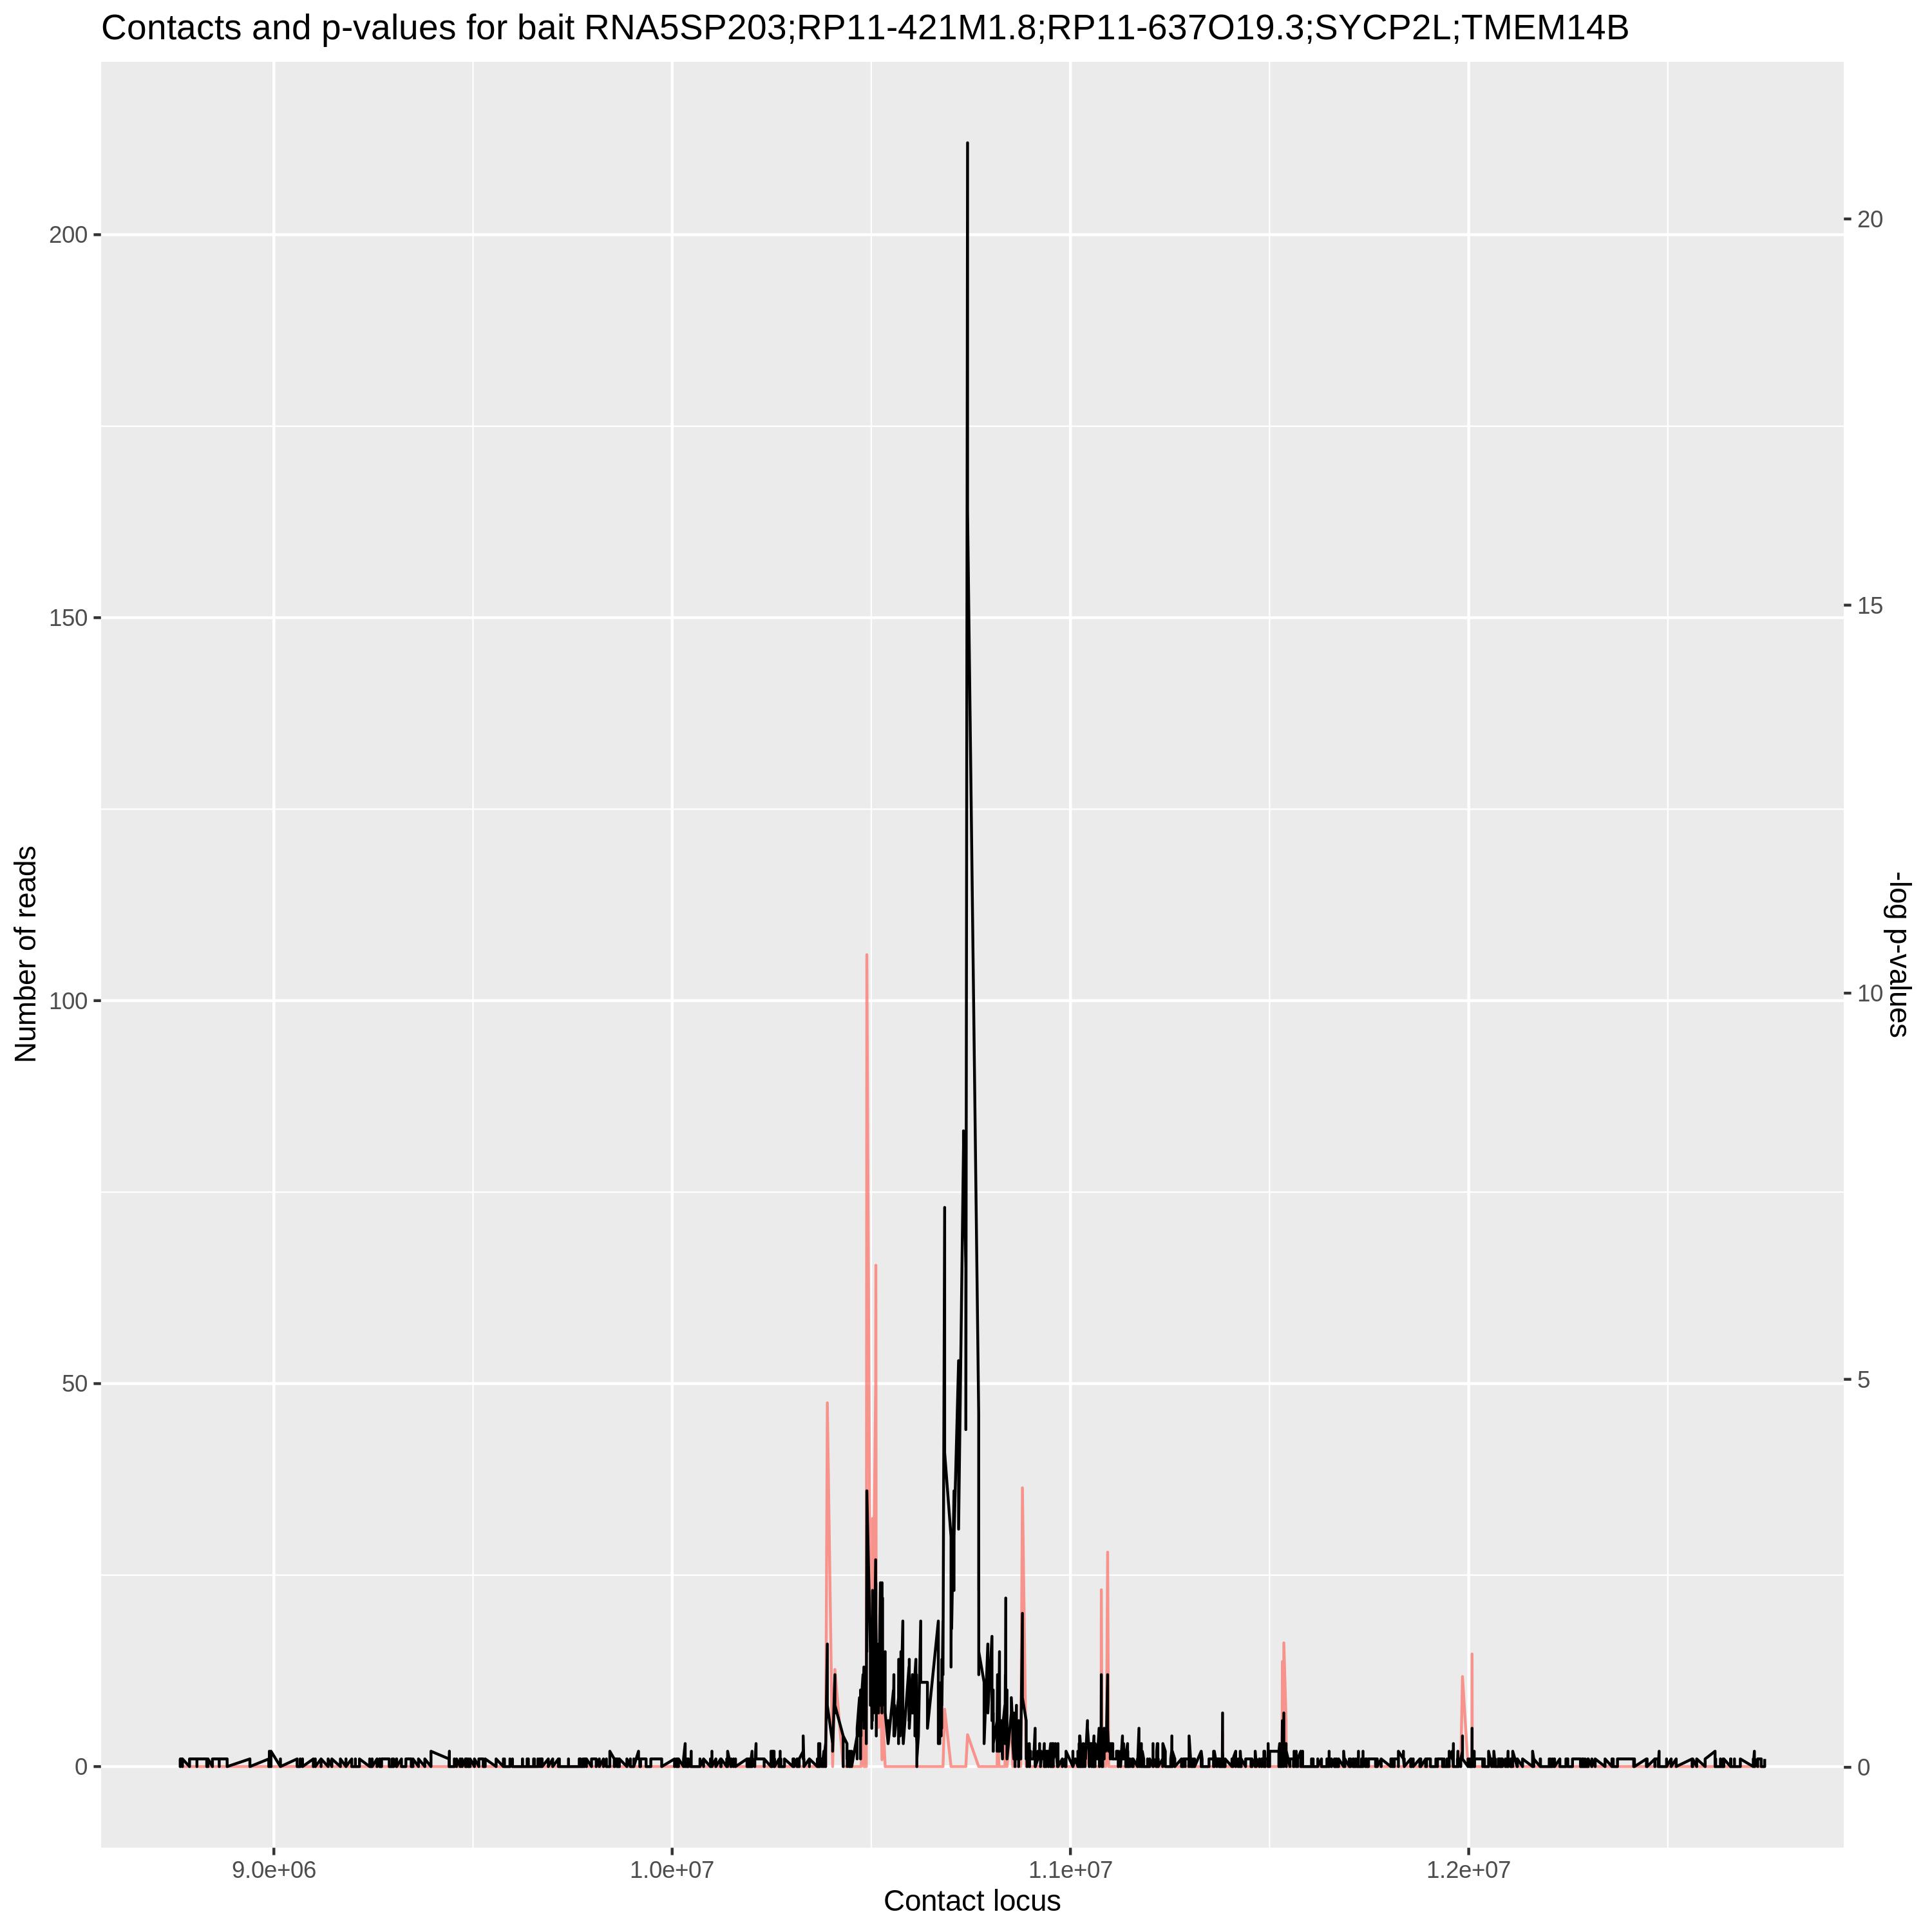 Contacts and p-values for bait RNA5SP203;RP11-421M1.8;RP11-637O19.3;SYCP2L;TMEM14B
200
150
100
50
0
Number of reads
20
15
10
5
0
-log p-values
9.0e+06
1.0e+07
1.1e+07
1.2e+07
Contact locus